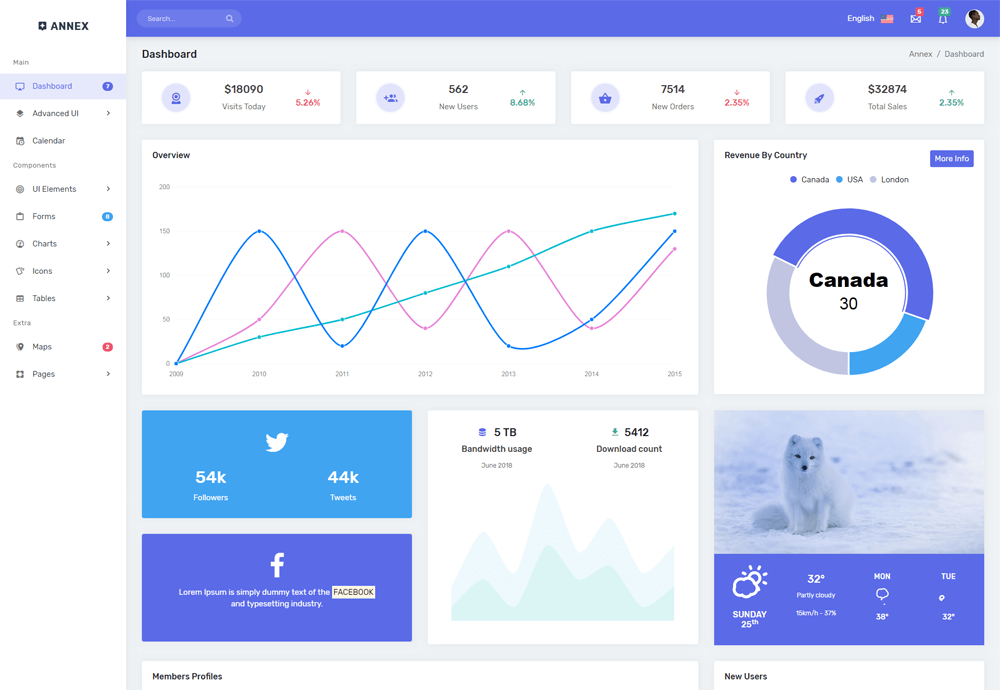 ANNEX
Search...
English
5
23
Main
Dashboard 7
Advanced UI
Calendar
Components
UI Elements
Forms 8
Charts
Icons
Tables
Extra
Maps 2
Pages
Dashboard
Annex / Dashboard
$18090
Visits Today
5.26%
562
New Users
8.68%
7514
New Orders
2.35%
$32874
Total Sales
2.35%
Overview
200
150
100
50
0
2009 2010 2011 2012 2013 2014 2015
Revenue By Country
More Info
Canada USA London
Canada
30
54k
Followers
44k
Tweets
Lorem Ipsum is simply dummy text of the FACEBOOK
and typesetting industry.
5 TB
Bandwidth usage
June 2018
5412
Download count
June 2018
SUNDAY
25th
32°
Partly cloudy
15km/h - 37%
MON
38°
TUE
32°
Members Profiles
New Users